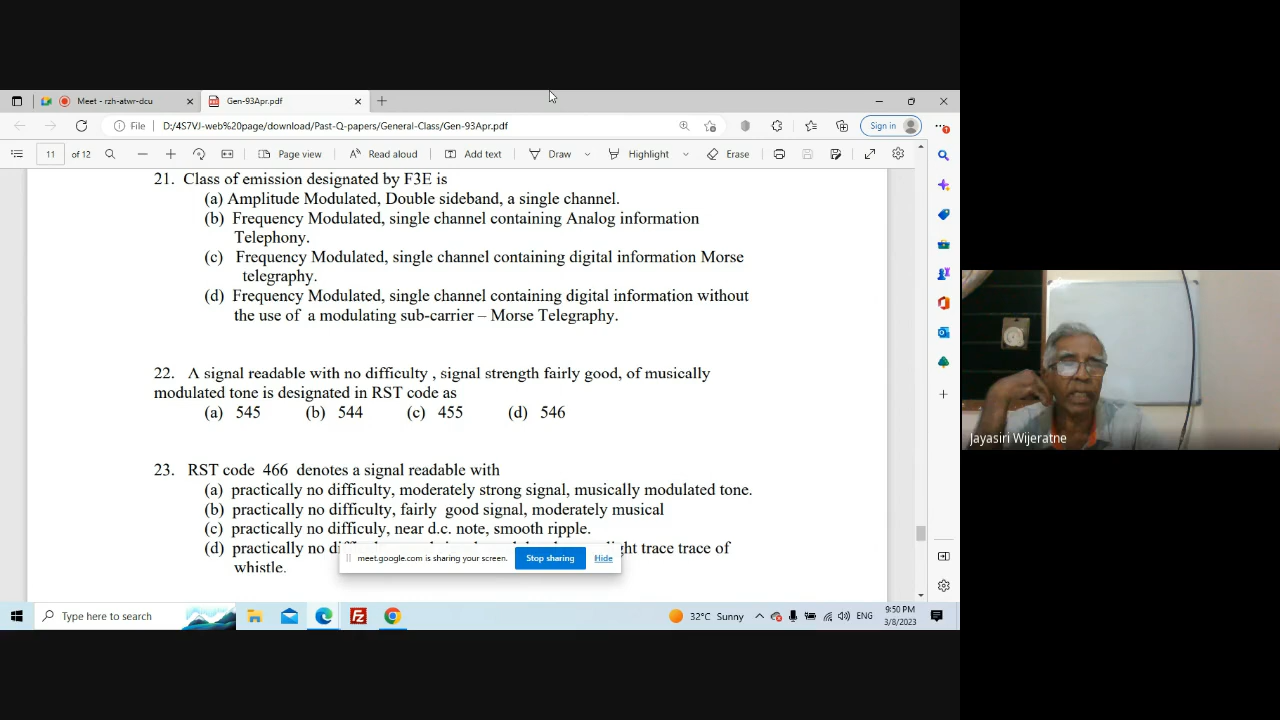 Meet - rzh-atwr-dcu
Gen-93Apr.pdf
File
D:/4S7VJ-web%20page/download/Past-Q-papers/General-Class/Gen-93Apr.pdf
Sign in
11 of 12
Page view
Read aloud
Add text
Draw
Highlight
Erase
21. Class of emission designated by F3E is
(a) Amplitude Modulated, Double sideband, a single channel.
(b) Frequency Modulated, single channel containing Analog information
Telephony.
(c) Frequency Modulated, single channel containing digital information Morse
telegraphy.
(d) Frequency Modulated, single channel containing digital information without
the use of a modulating sub-carrier – Morse Telegraphy.
22. A signal readable with no difficulty , signal strength fairly good, of musically
modulated tone is designated in RST code as
(a) 545 (b) 544 (c) 455 (d) 546
23. RST code 466 denotes a signal readable with
(a) practically no difficulty, moderately strong signal, musically modulated tone.
(b) practically no difficulty, fairly good signal, moderately musical
(c) practically no difficuly, near d.c. note, smooth ripple.
(d) practically no trace trace of
whistle.
meet.google.com is sharing your screen.
Stop sharing
Hide
Jayasiri Wijeratne
Type here to search
32°C Sunny
ENG
9:50 PM
3/8/2023